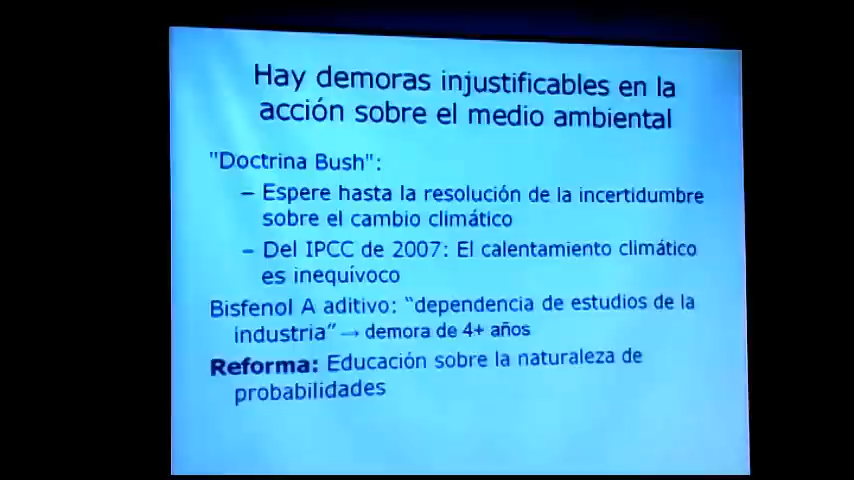 Hay demoras injustificables en la
acción sobre el medio ambiental
"Doctrina Bush":
– Espere hasta la resolución de la incertidumbre
sobre el cambio climático
– Del IPCC de 2007: El calentamiento climático
es inequívoco
Bisfenol A aditivo: “dependencia de estudios de la
industria” → demora de 4+ años
Reforma: Educación sobre la naturaleza de
probabilidades